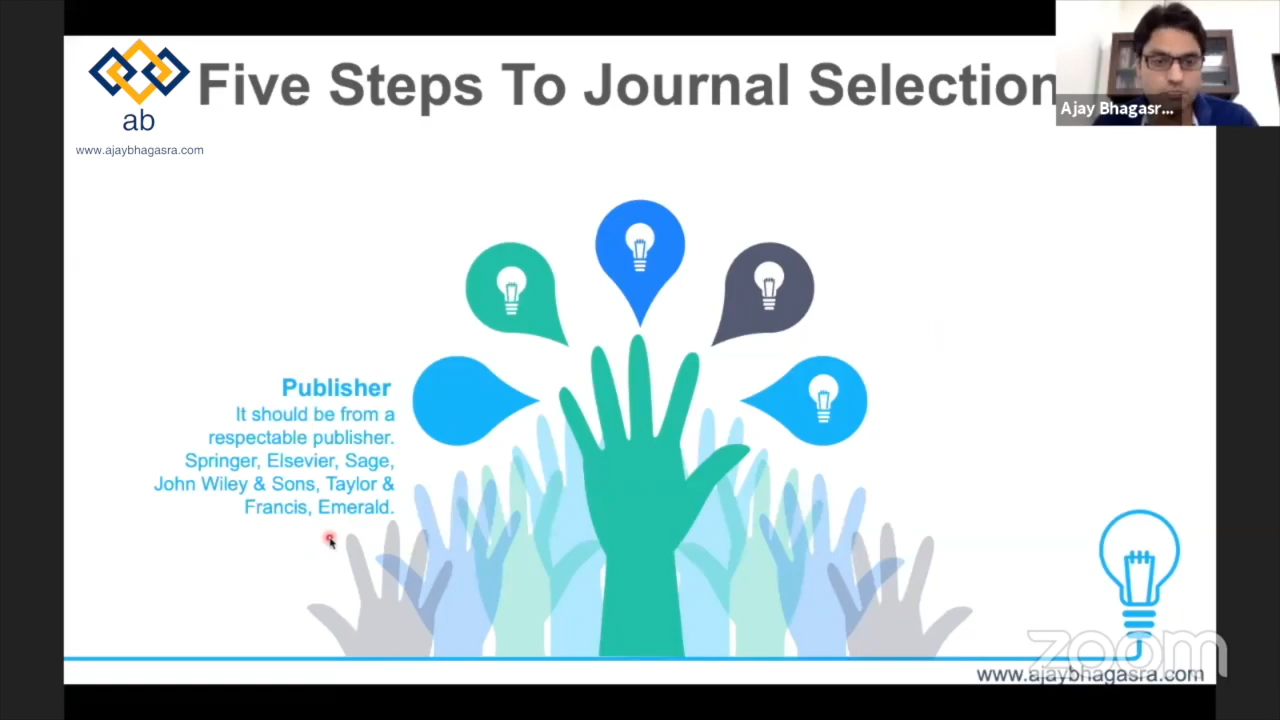 Five Steps To Journal Selection
ab
www.ajaybhagasra.com
Ajay Bhagasr...
Publisher
It should be from a
respectable publisher.
Springer, Elsevier, Sage,
John Wiley & Sons, Taylor &
Francis, Emerald.
zoom
www.ajaybhagasra.com